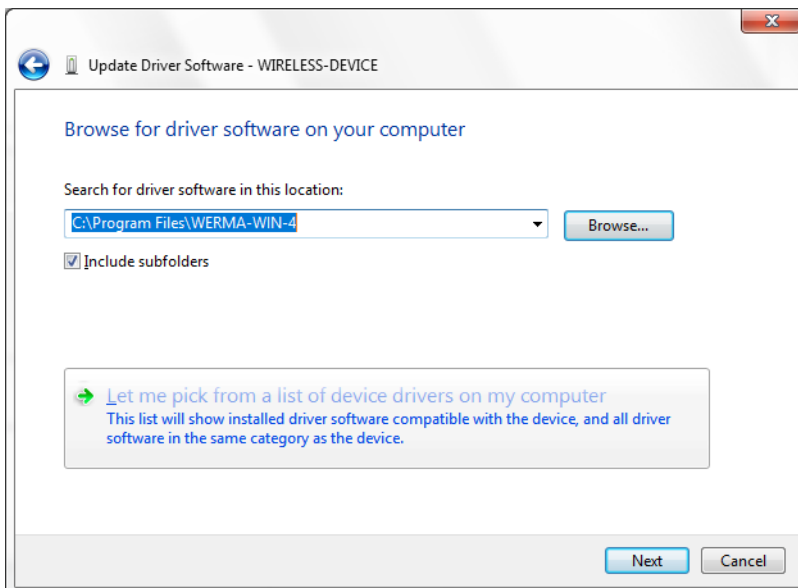 Update Driver Software - WIRELESS-DEVICE
Browse for driver software on your computer
Search for driver software in this location:
C:\Program Files\WERMA-WIN-4
Browse...
Include subfolders
Let me pick from a list of device drivers on my computer
This list will show installed driver software compatible with the device, and all driver
software in the same category as the device.
Next
Cancel